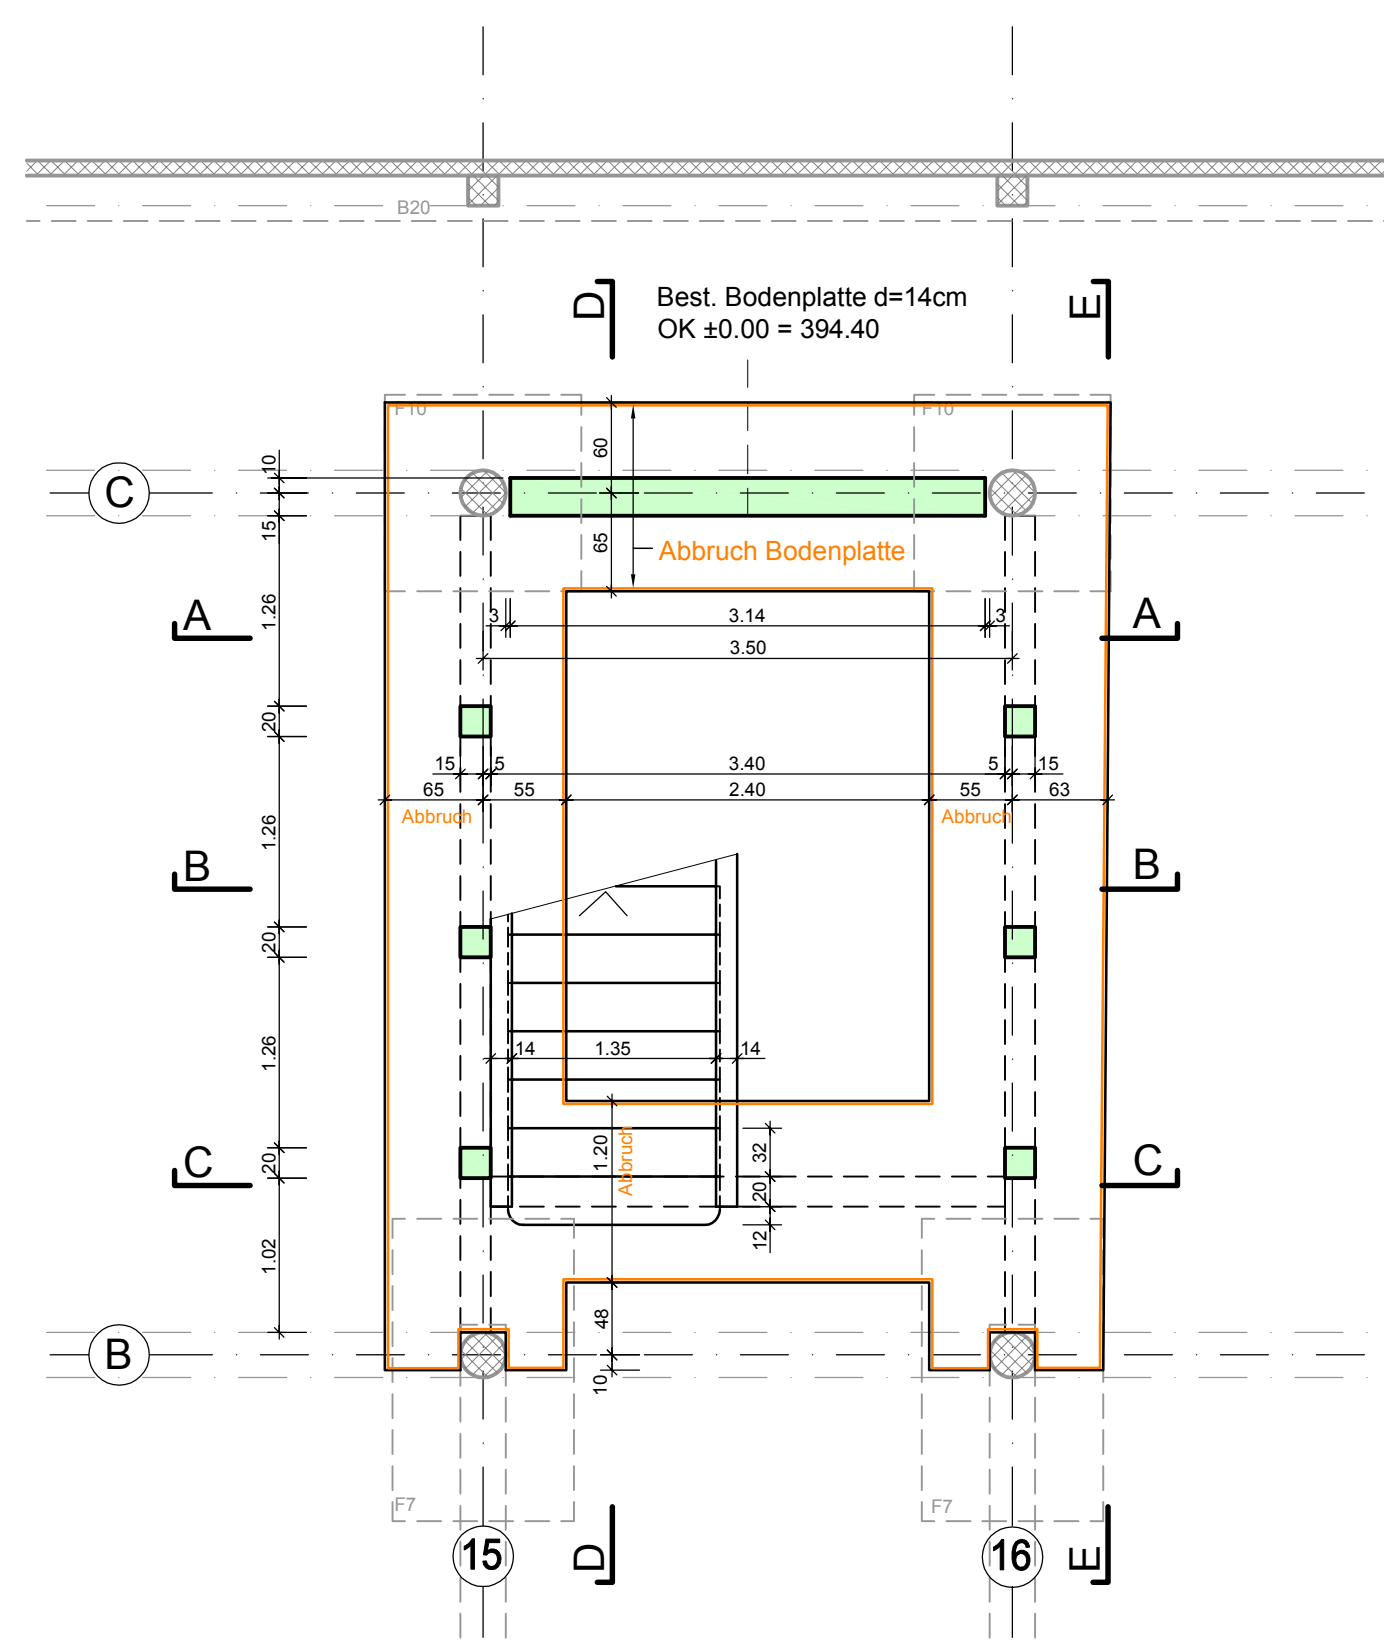 B20
D
E
Best. Bodenplatte d=14cm
OK ±0.00 = 394.40
F10
F10
10
60
C
15
65
Abbruch Bodenplatte
1.26
A
3
3.14
3
A
3.50
20
15
5
3.40
5
15
65
55
2.40
55
63
Abbruch
Abbruch
1.26
B
B
20
14
1.35
14
1.26
1.20
Abbruch
32
C
20
20
C
12
1.02
48
B
10
F7
F7
15
D
16
E